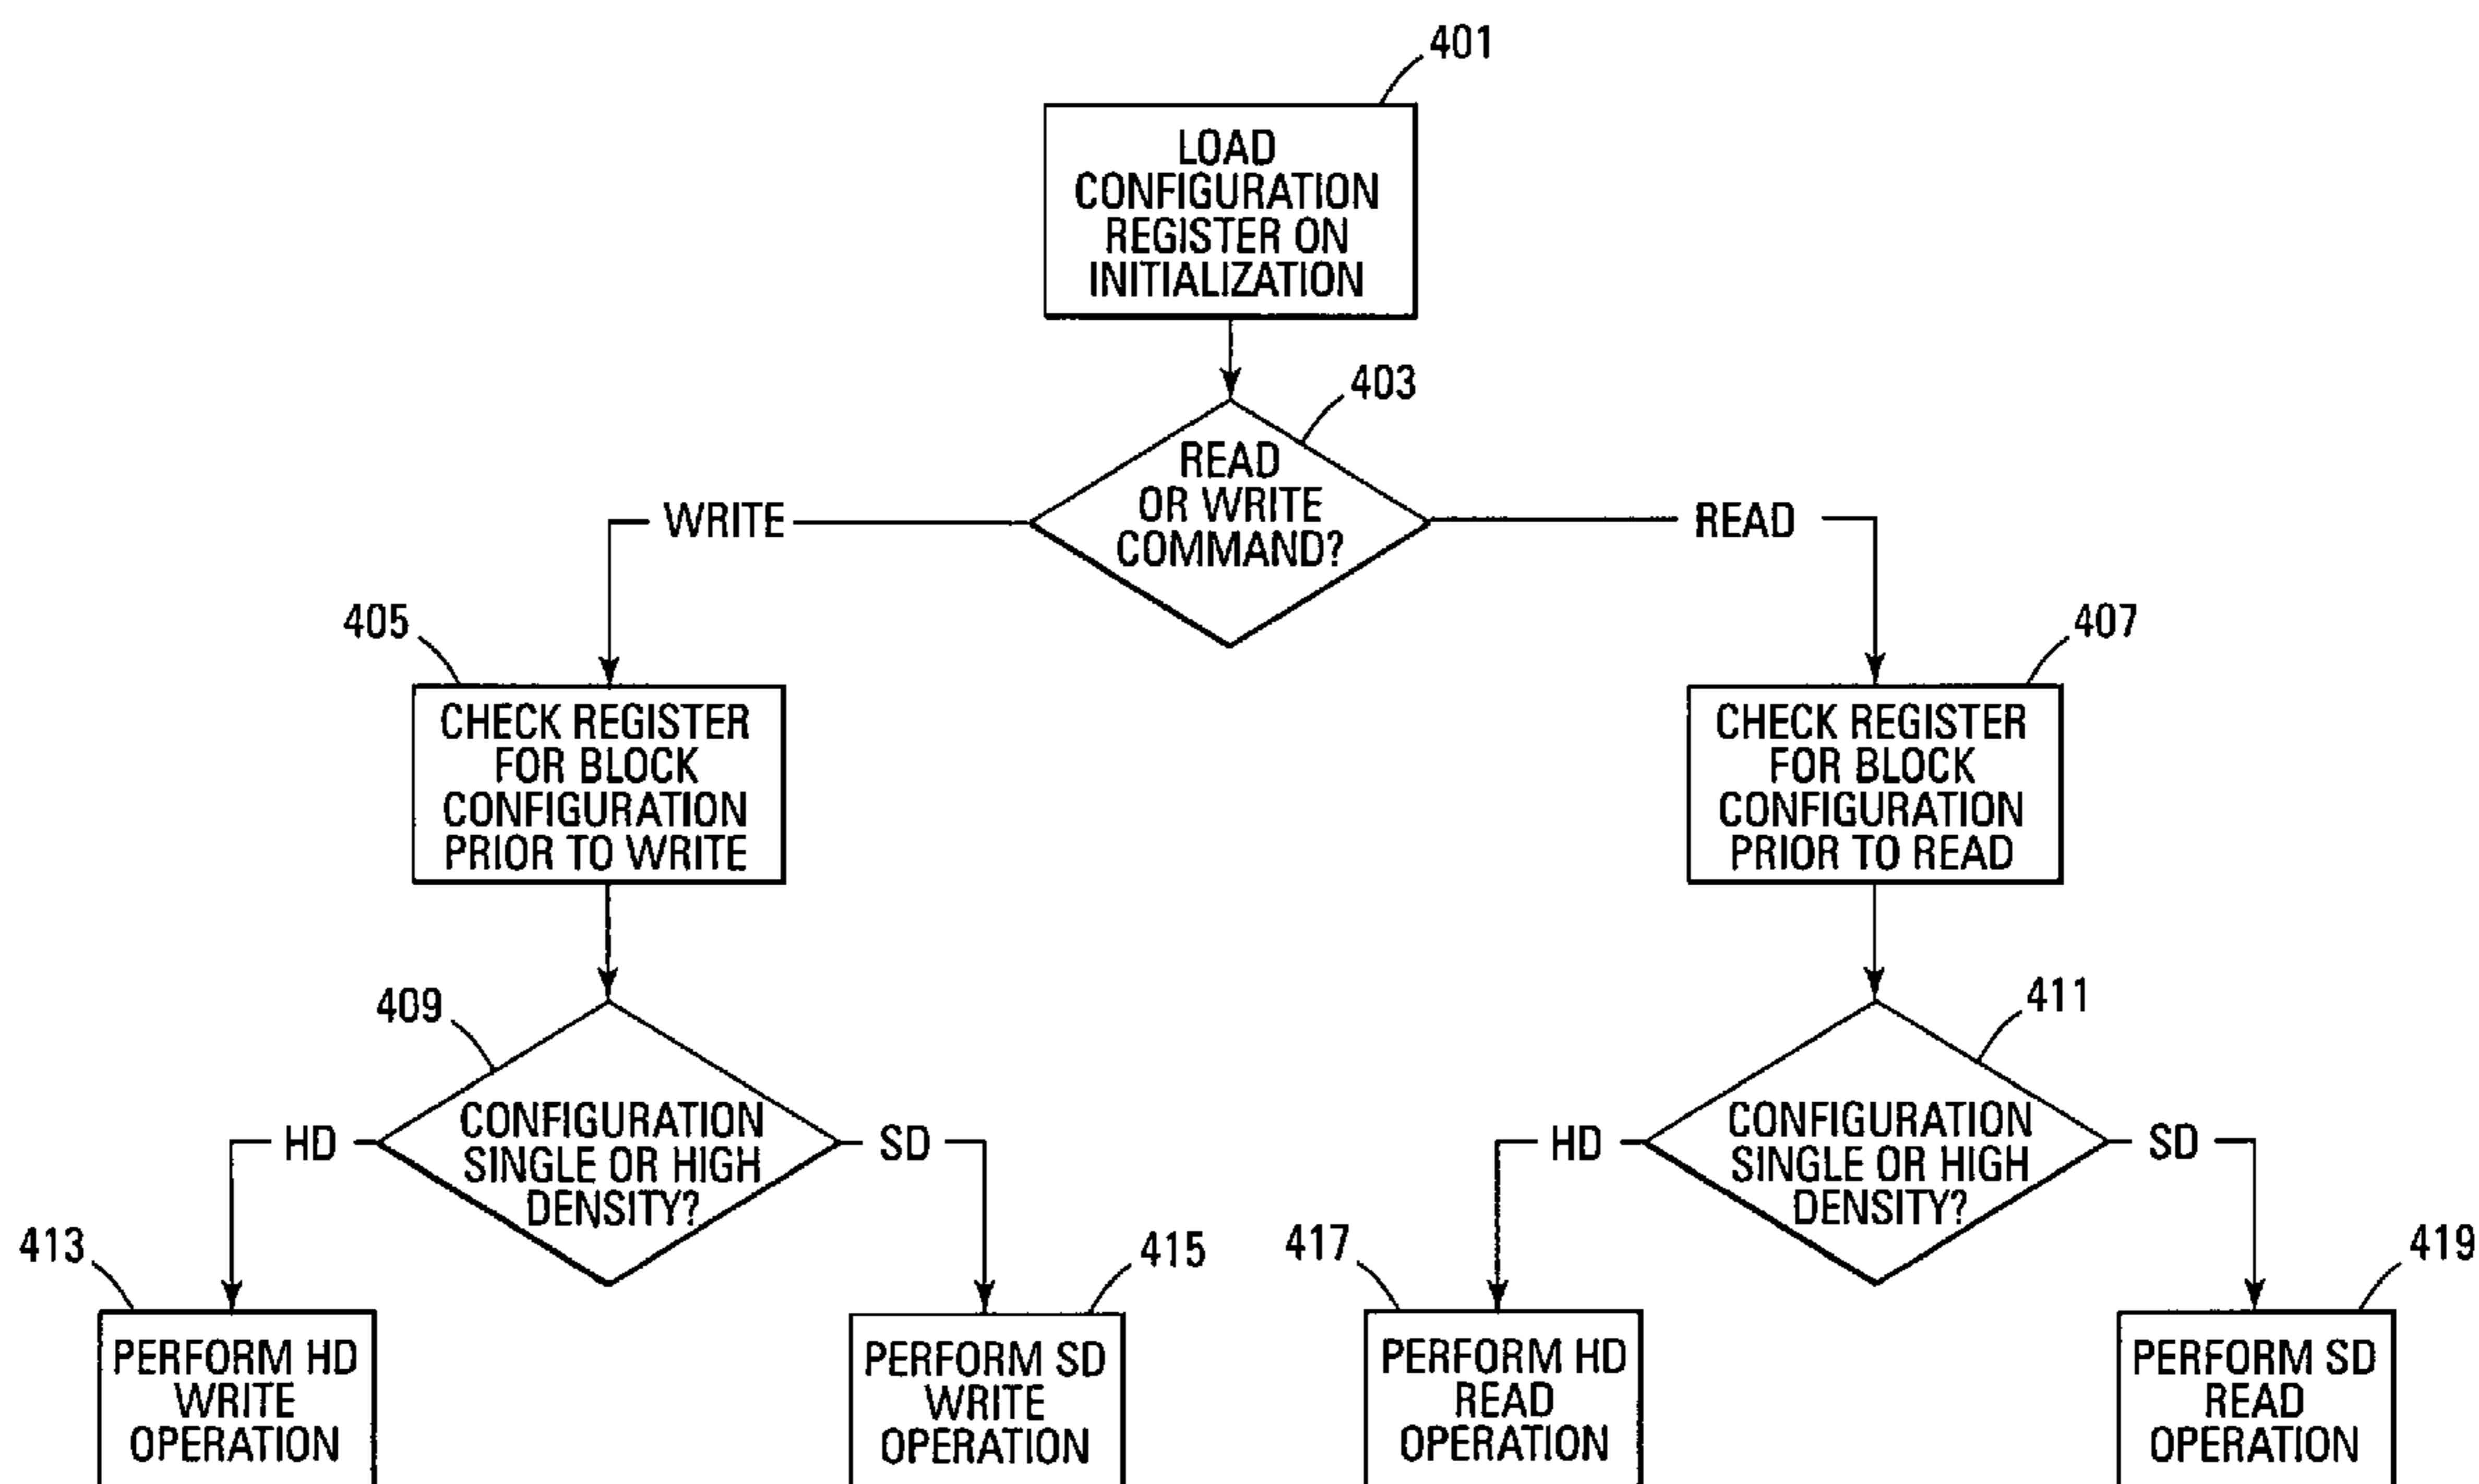 401
LOAD
CONFIGURATION
REGISTER ON
INITIALIZATION
403
READ
OR WRITE
COMMAND?
WRITE
READ
405
CHECK REGISTER
FOR BLOCK
CONFIGURATION
PRIOR TO WRITE
407
CHECK REGISTER
FOR BLOCK
CONFIGURATION
PRIOR TO READ
409
CONFIGURATION
SINGLE OR HIGH
DENSITY?
HD
SD
411
CONFIGURATION
SINGLE OR HIGH
DENSITY?
HD
SD
413
PERFORM HD
WRITE
OPERATION
415
PERFORM SD
WRITE
OPERATION
417
PERFORM HD
READ
OPERATION
419
PERFORM SD
READ
OPERATION